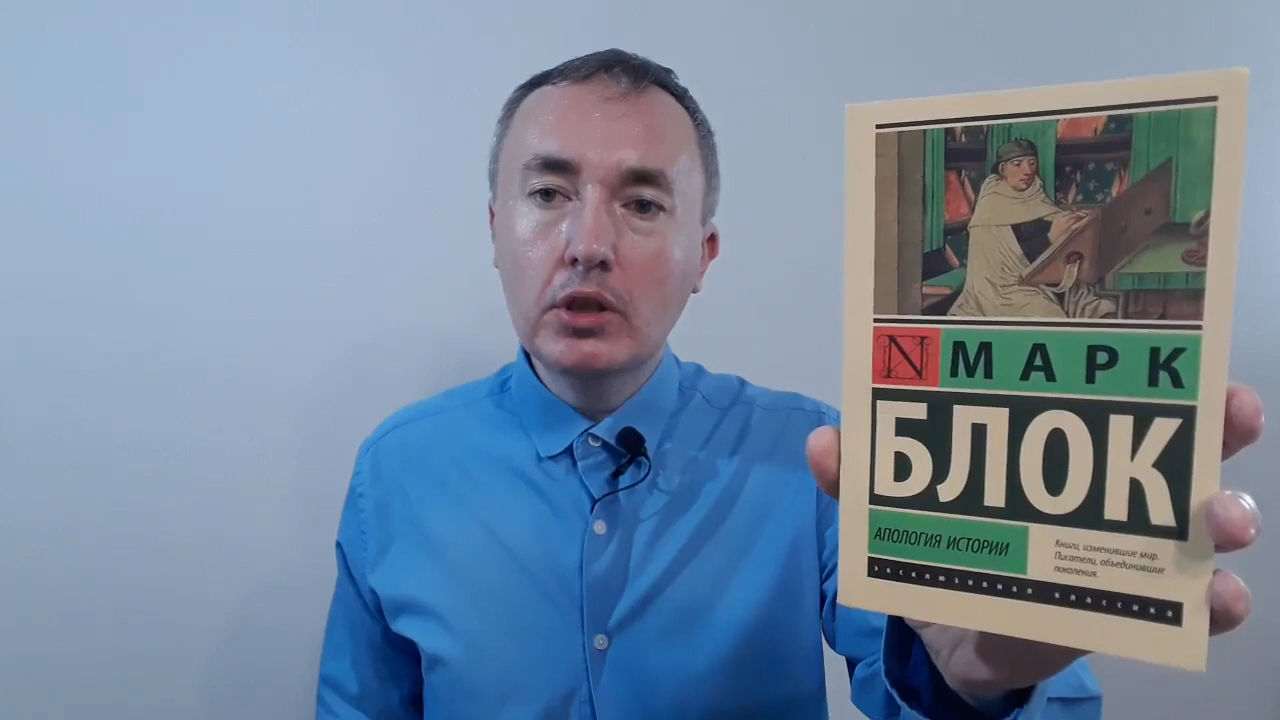 N МАРК
БЛОК
АПОЛОГИЯ ИСТОРИИ
Книги, изменившие мир.
Писатели, объединившие
поколения.
эксклюзивная классика